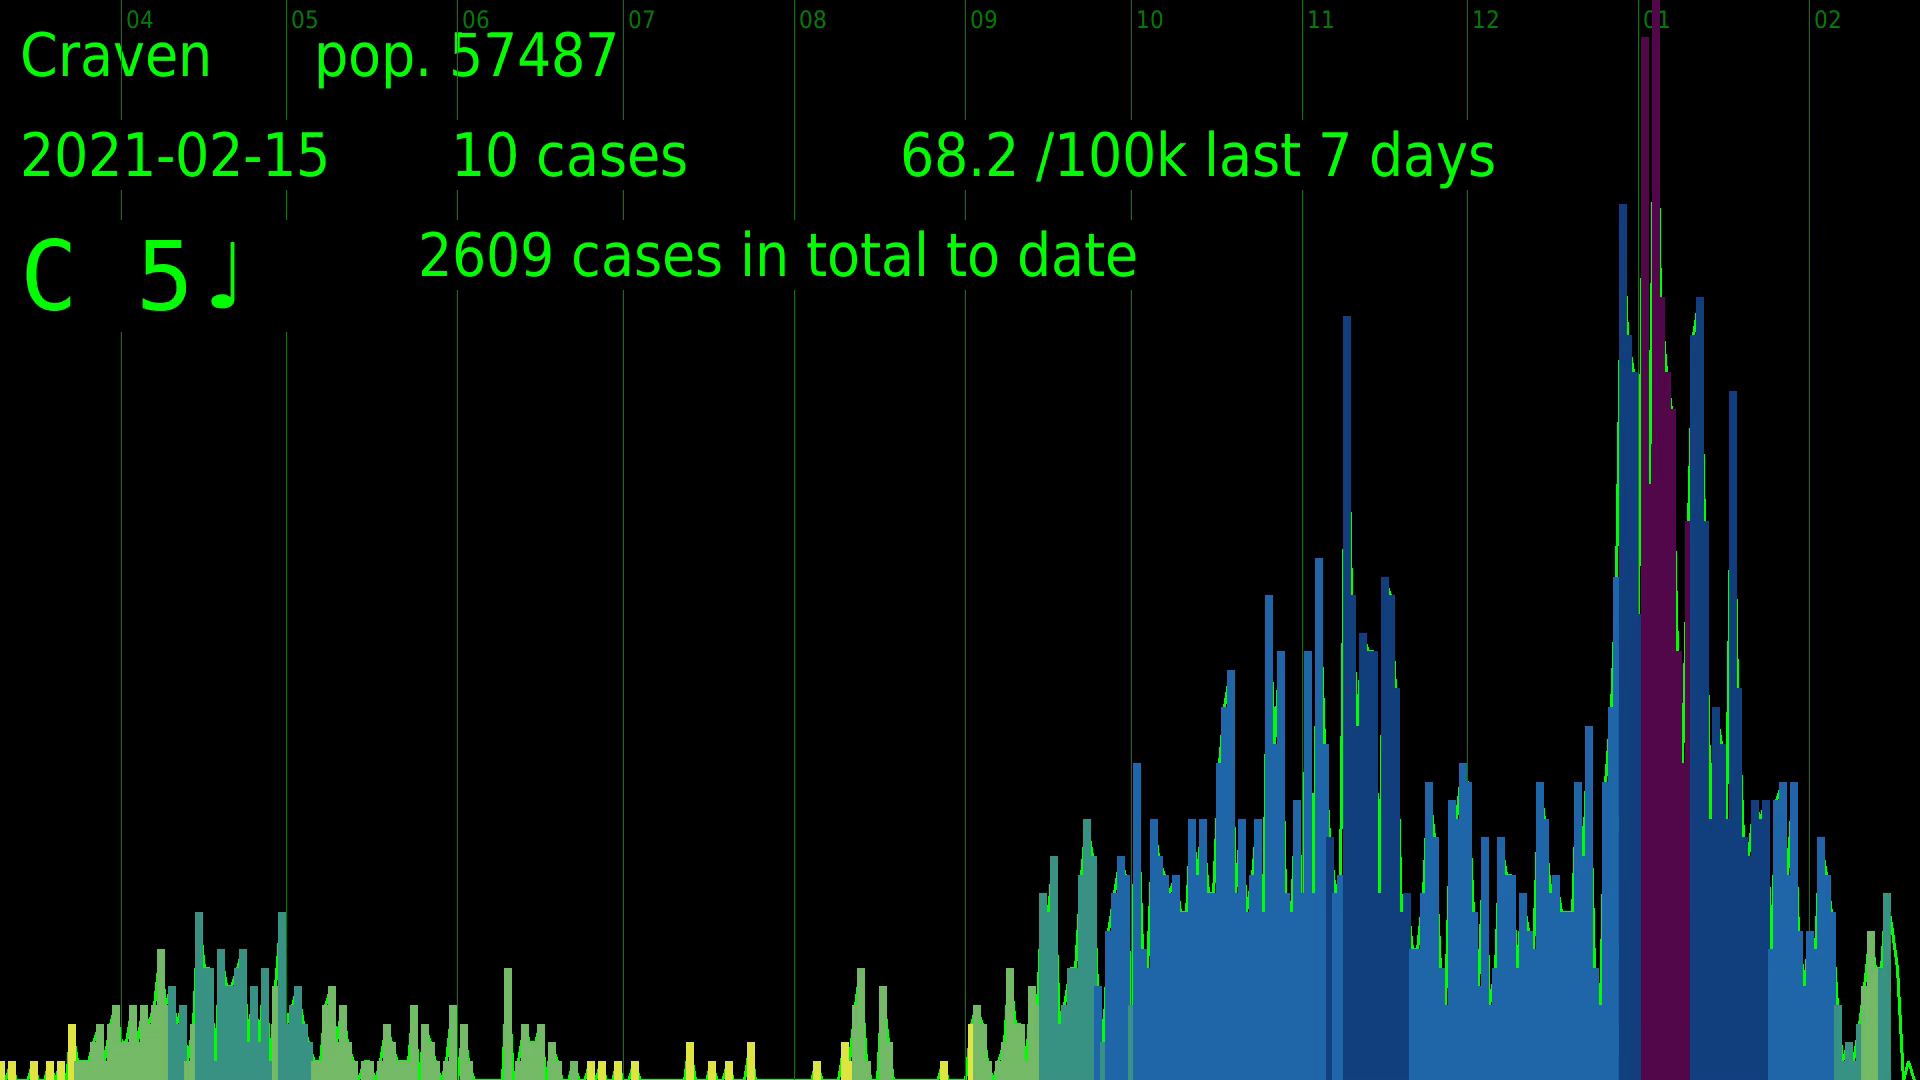 04 05 06 07 08 09 10 11 12 01 02
Craven pop. 57487
2021-02-15 10 cases 68.2 /100k last 7 days
C 5♩ 2609 cases in total to date